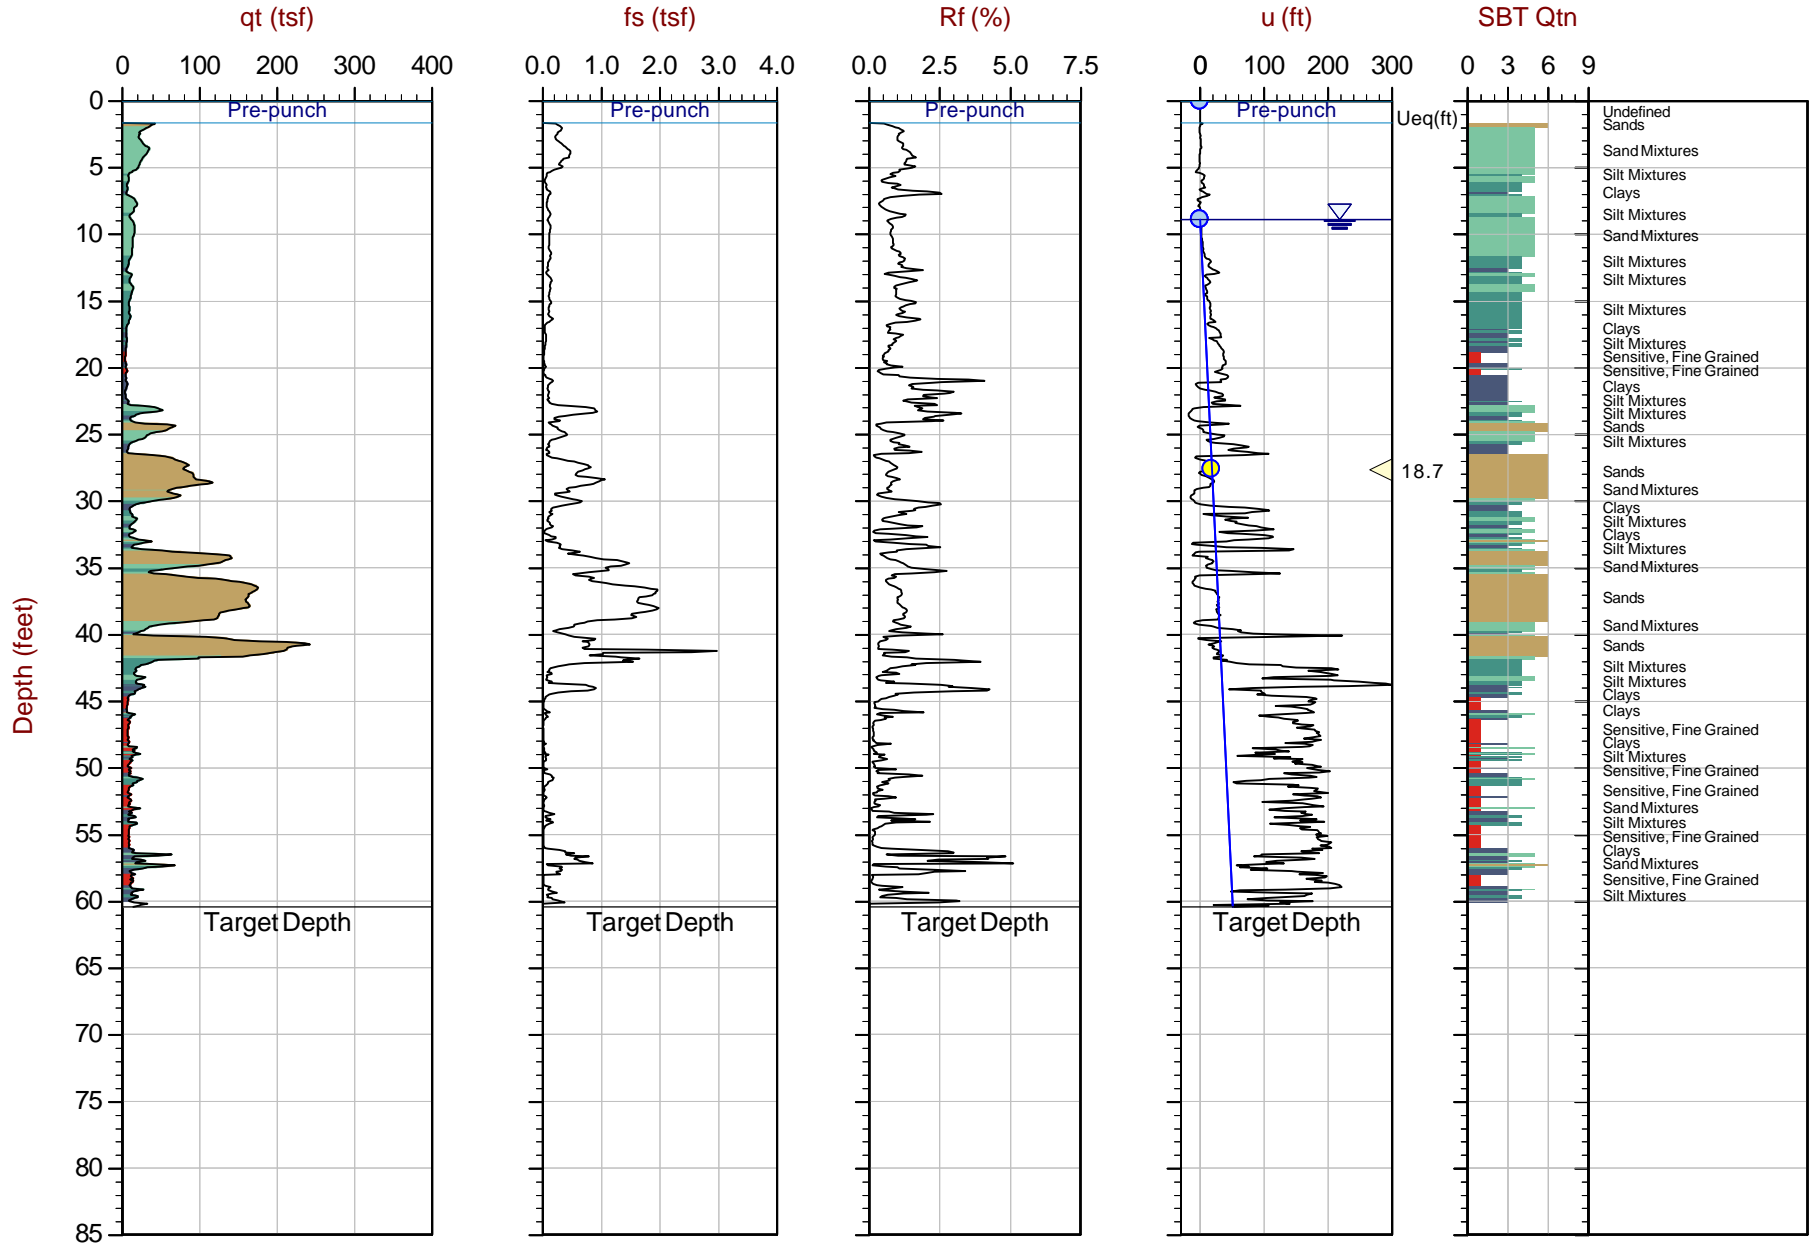 qt (tsf) fs (tsf) Rf (%) u (ft) SBT Qtn
0 100 200 300 400 0.0 1.0 2.0 3.0 4.0 0.0 2.5 5.0 7.5 0 100 200 300 0 3 6 9
0
Pre-punch Pre-punch Pre-punch
Ueq(ft)
Undefined
Sands
Sand Mixtures
5
Silt Mixtures
Clays
Silt Mixtures
10
Sand Mixtures
Silt Mixtures
Silt Mixtures
15
Silt Mixtures
Clays
Silt Mixtures
Sensitive, Fine Grained
20
Sensitive, Fine Grained
Clays
Silt Mixtures
Silt Mixtures
Sands
25
Silt Mixtures
Sands
18.7
Sand Mixtures
30
Clays
Silt Mixtures
Clays
Silt Mixtures
35
Sand Mixtures
Sands
Sand Mixtures
40
Sands
Silt Mixtures
Silt Mixtures
Clays
45
Clays
Sensitive, Fine Grained
Clays
Silt Mixtures
50
Sensitive, Fine Grained
Sensitive, Fine Grained
Sand Mixtures
Silt Mixtures
55
Sensitive, Fine Grained
Clays
Sand Mixtures
Sensitive, Fine Grained
Silt Mixtures
60
Target Depth Target Depth Target Depth Target Depth
65
70
75
80
85
Depth (feet)